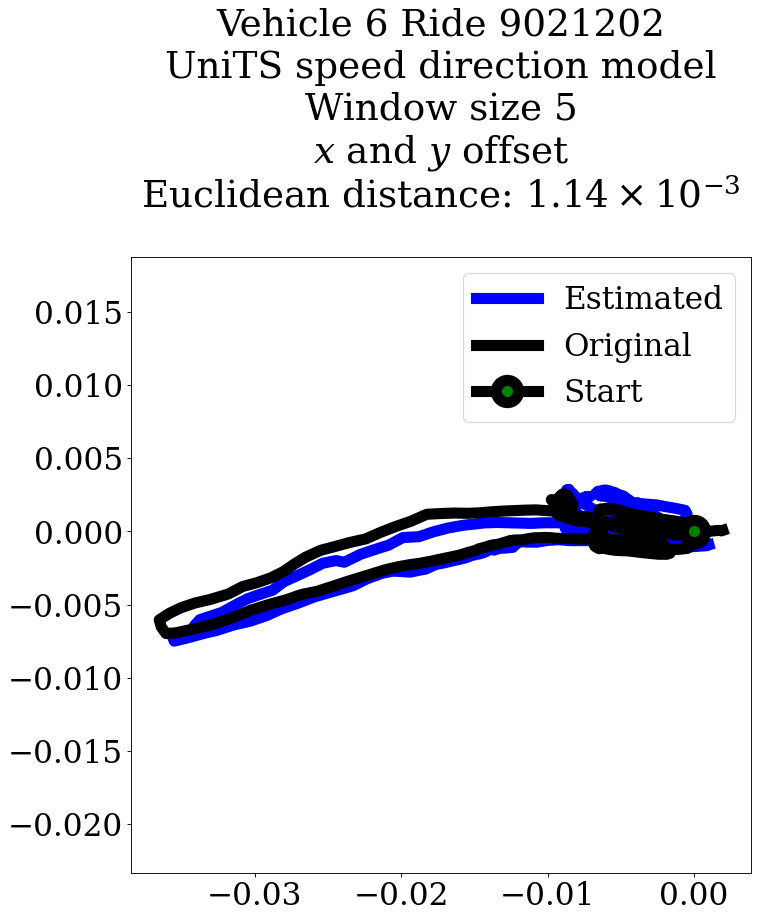 Vehicle 6 Ride 9021202
UniTS speed direction model
Window size 5
x and y offset
Euclidean distance: 1.14 × 10⁻³
Estimated
Original
Start
0.015
0.010
0.005
0.000
−0.005
−0.010
−0.015
−0.020
−0.03 −0.02 −0.01 0.00